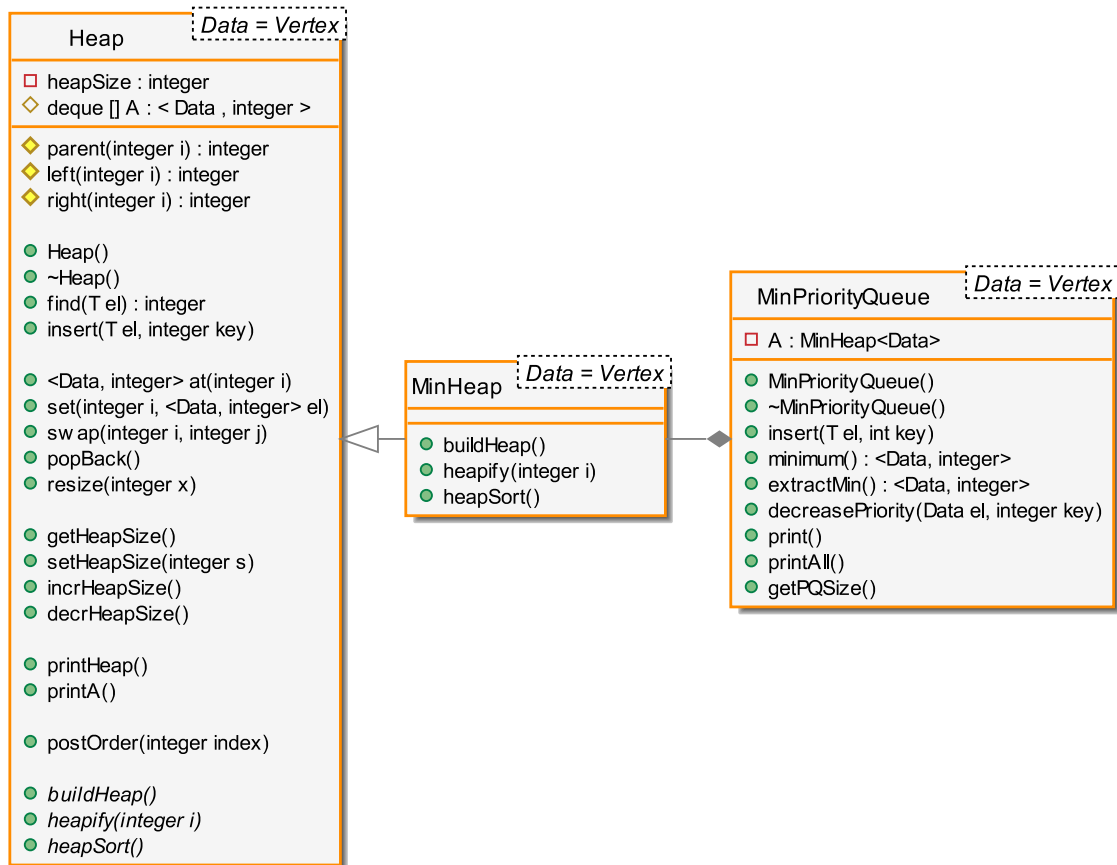 Heap
Data = Vertex
heapSize : integer
deque [] A : < Data , integer >
parent(integer i) : integer
left(integer i) : integer
right(integer i) : integer
Heap()
~Heap()
find(T el) : integer
insert(T el, integer key)
<Data, integer> at(integer i)
set(integer i, <Data, integer> el)
swap(integer i, integer j)
popBack()
resize(integer x)
getHeapSize()
setHeapSize(integer s)
incrHeapSize()
decrHeapSize()
printHeap()
printA()
postOrder(integer index)
buildHeap()
heapify(integer i)
heapSort()
MinHeap
Data = Vertex
buildHeap()
heapify(integer i)
heapSort()
MinPriorityQueue
Data = Vertex
A : MinHeap<Data>
MinPriorityQueue()
~MinPriorityQueue()
insert(T el, int key)
minimum() : <Data, integer>
extractMin() : <Data, integer>
decreasePriority(Data el, integer key)
print()
printAll()
getPQSize()